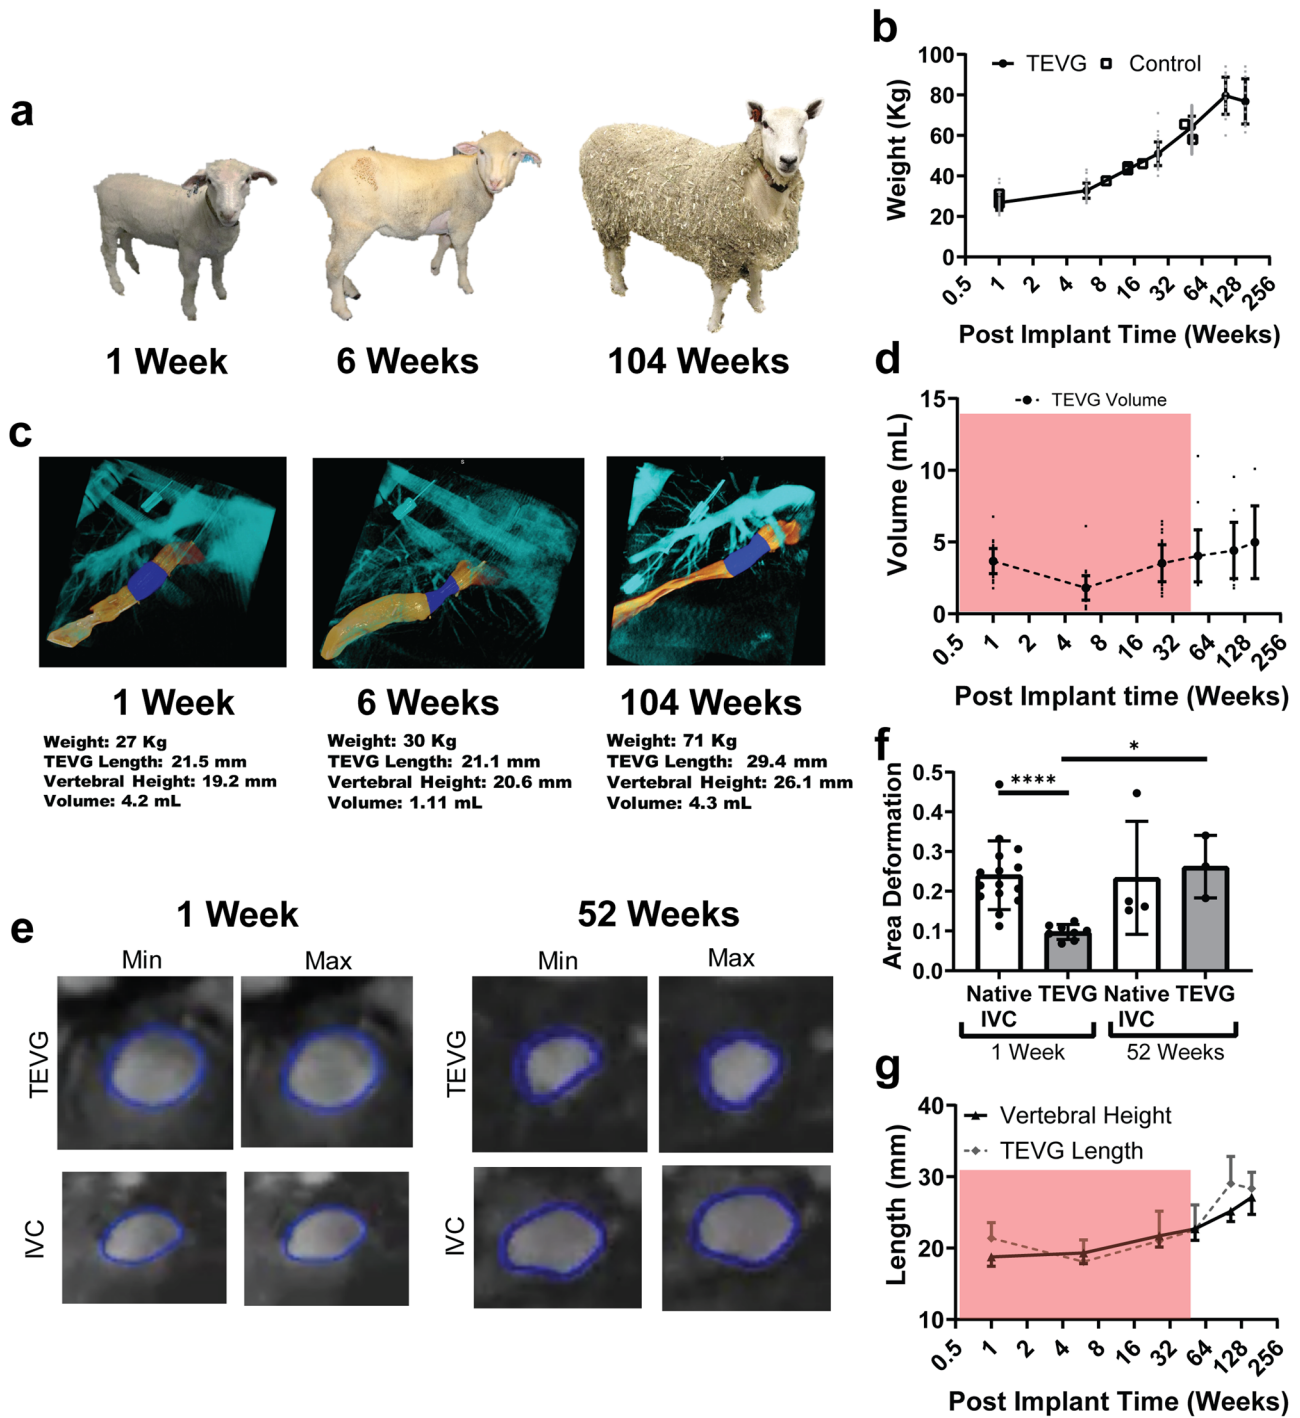 a
1 Week
6 Weeks
104 Weeks
b
TEVG
Control
Weight (Kg)
100
80
60
40
20
0
0.5
1
2
4
8
16
32
64
128
256
Post Implant Time (Weeks)
c
1 Week
Weight: 27 Kg
TEVG Length: 21.5 mm
Vertebral Height: 19.2 mm
Volume: 4.2 mL
6 Weeks
Weight: 30 Kg
TEVG Length: 21.1 mm
Vertebral Height: 20.6 mm
Volume: 1.11 mL
104 Weeks
Weight: 71 Kg
TEVG Length: 29.4 mm
Vertebral Height: 26.1 mm
Volume: 4.3 mL
d
TEVG Volume
Volume (mL)
15
10
5
0
0.5
1
2
4
8
16
32
64
128
256
Post Implant time (Weeks)
e
1 Week
52 Weeks
Min
Max
Min
Max
TEVG
TEVG
IVC
IVC
f
*
****
Area Deformation
0.5
0.4
0.3
0.2
0.1
0.0
Native IVC
TEVG
Native IVC
TEVG
1 Week
52 Weeks
g
Vertebral Height
TEVG Length
Length (mm)
40
30
20
10
0.5
1
2
4
8
16
32
64
128
256
Post Implant Time (Weeks)